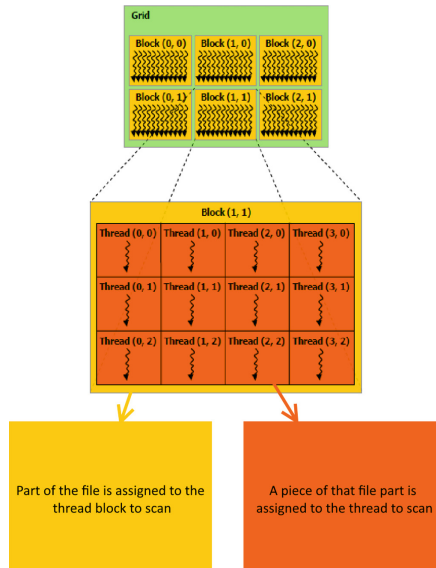 Grid
Block (0, 0) Block (1, 0) Block (2, 0)
Block (0, 1) Block (1, 1) Block (2, 1)
Block (1, 1)
Thread (0, 0) Thread (1, 0) Thread (2, 0) Thread (3, 0)
Thread (0, 1) Thread (1, 1) Thread (2, 1) Thread (3, 1)
Thread (0, 2) Thread (1, 2) Thread (2, 2) Thread (3, 2)
Part of the file is assigned to the
thread block to scan
A piece of that file part is
assigned to the thread to scan